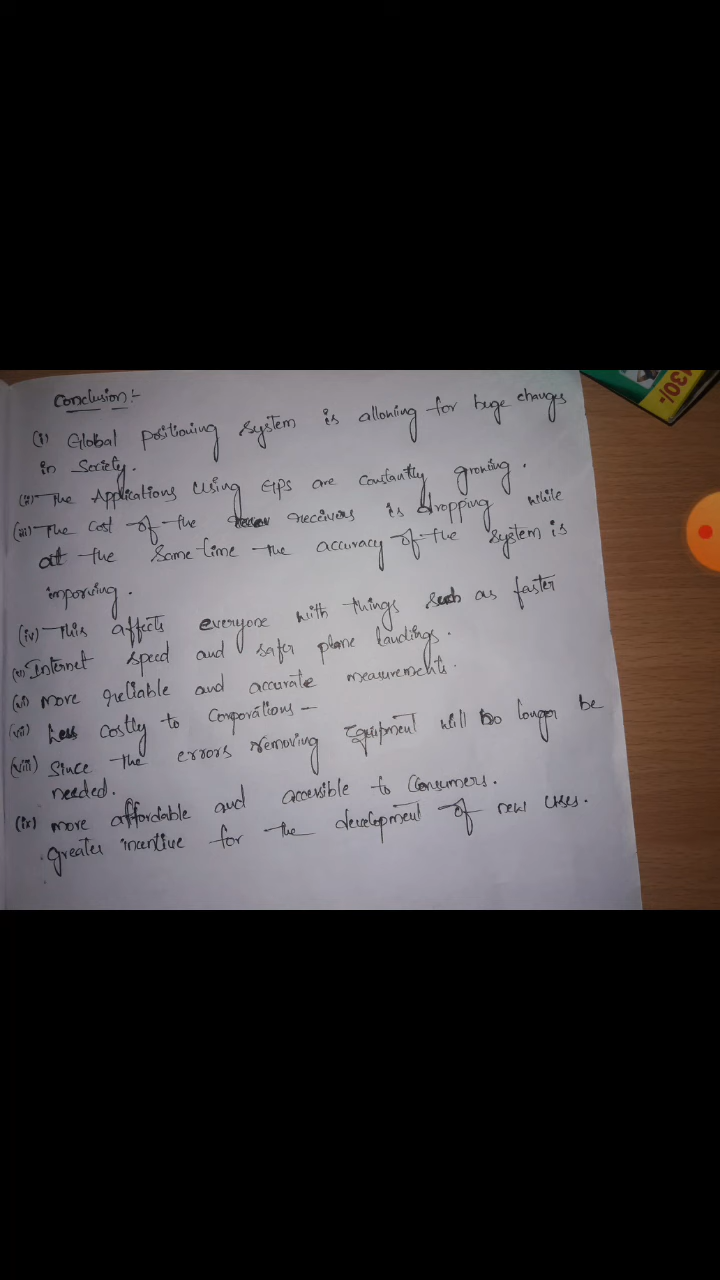 Conclusion:-
(i) Global positioning system is allowing for huge changes
in Society.
(ii) The Applications Using GPS are constantly growing.
(iii) The cost of the receivers is dropping while
at the same time the accuracy of the system is
imporving.
(iv) This affects everyone with things such as faster
(v) Internet speed and safer plane landings.
(vi) more reliable and accurate measurements.
(vii) Less costly to Corporations -
(viii) Since the errors removing Equipment will no longer be
needed.
(ix) more affordable and accessible to Consumers.
greater incentive for the development of new uses.
130/-